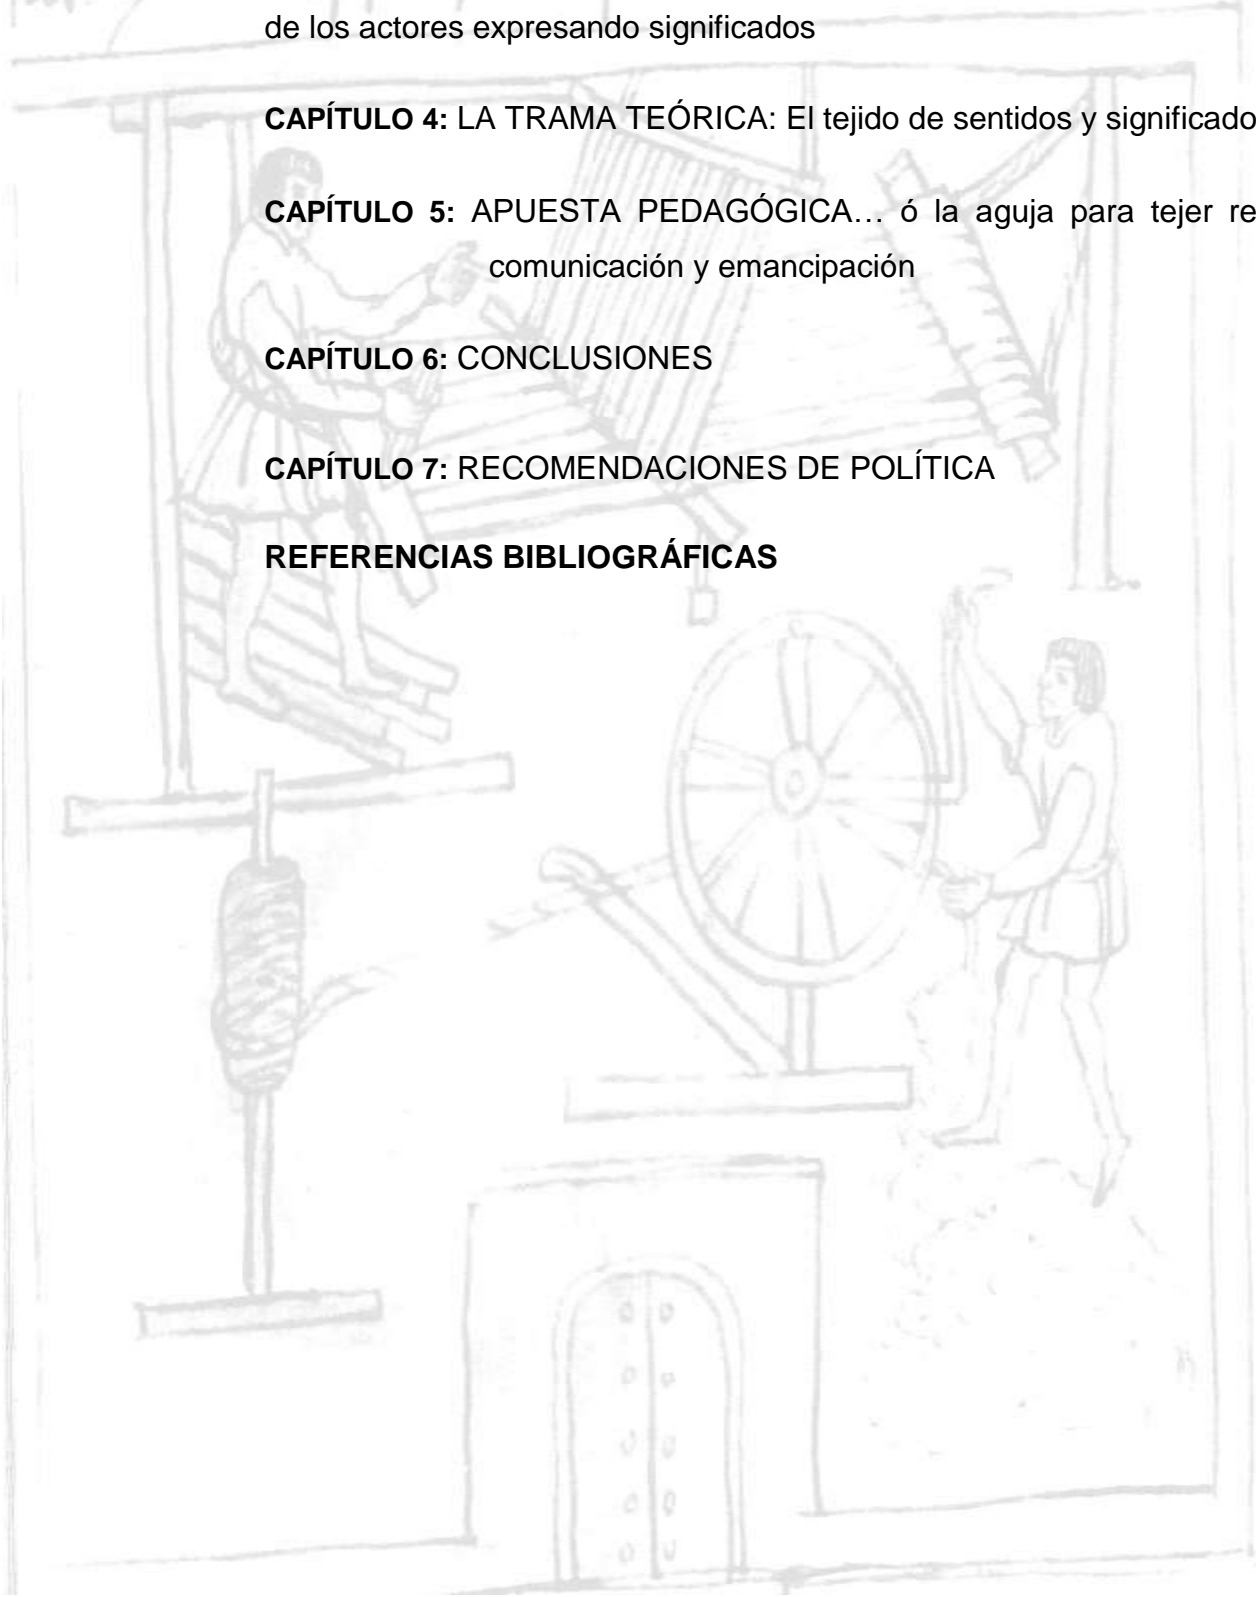 de los actores expresando significados
CAPÍTULO 4: LA TRAMA TEÓRICA: El tejido de sentidos y significado
CAPÍTULO 5: APUESTA PEDAGÓGICA… ó la aguja para tejer re
comunicación y emancipación
CAPÍTULO 6: CONCLUSIONES
CAPÍTULO 7: RECOMENDACIONES DE POLÍTICA
REFERENCIAS BIBLIOGRÁFICAS